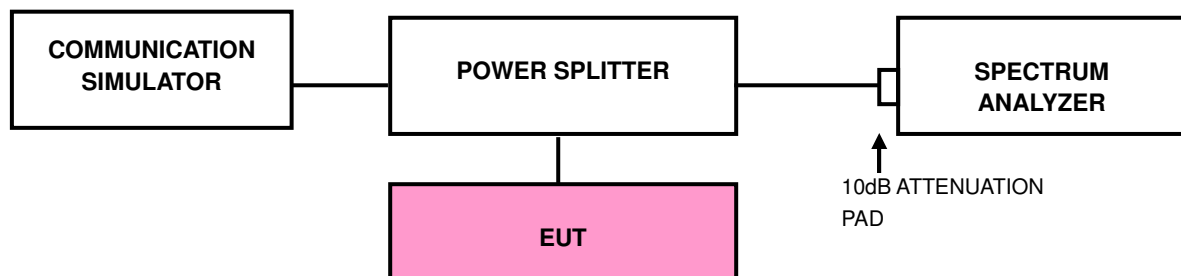 COMMUNICATION
SIMULATOR
POWER SPLITTER
SPECTRUM
ANALYZER
10dB ATTENUATION
PAD
EUT